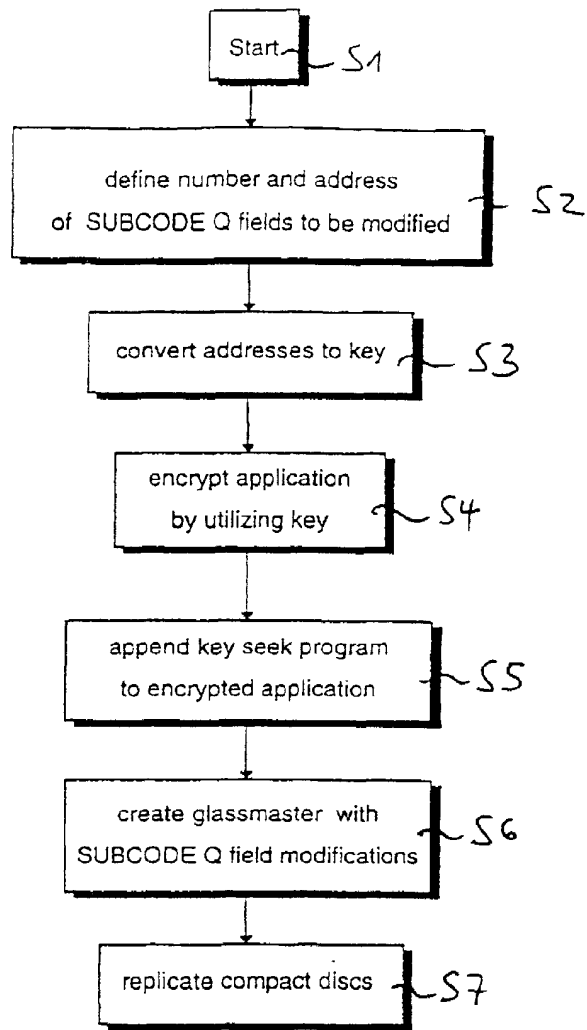 Start
S1
define number and address
of SUBCODE Q fields to be modified
S2
convert addresses to key
S3
encrypt application
by utilizing key
S4
append key seek program
to encrypted application
S5
create glassmaster with
SUBCODE Q field modifications
S6
replicate compact discs
S7